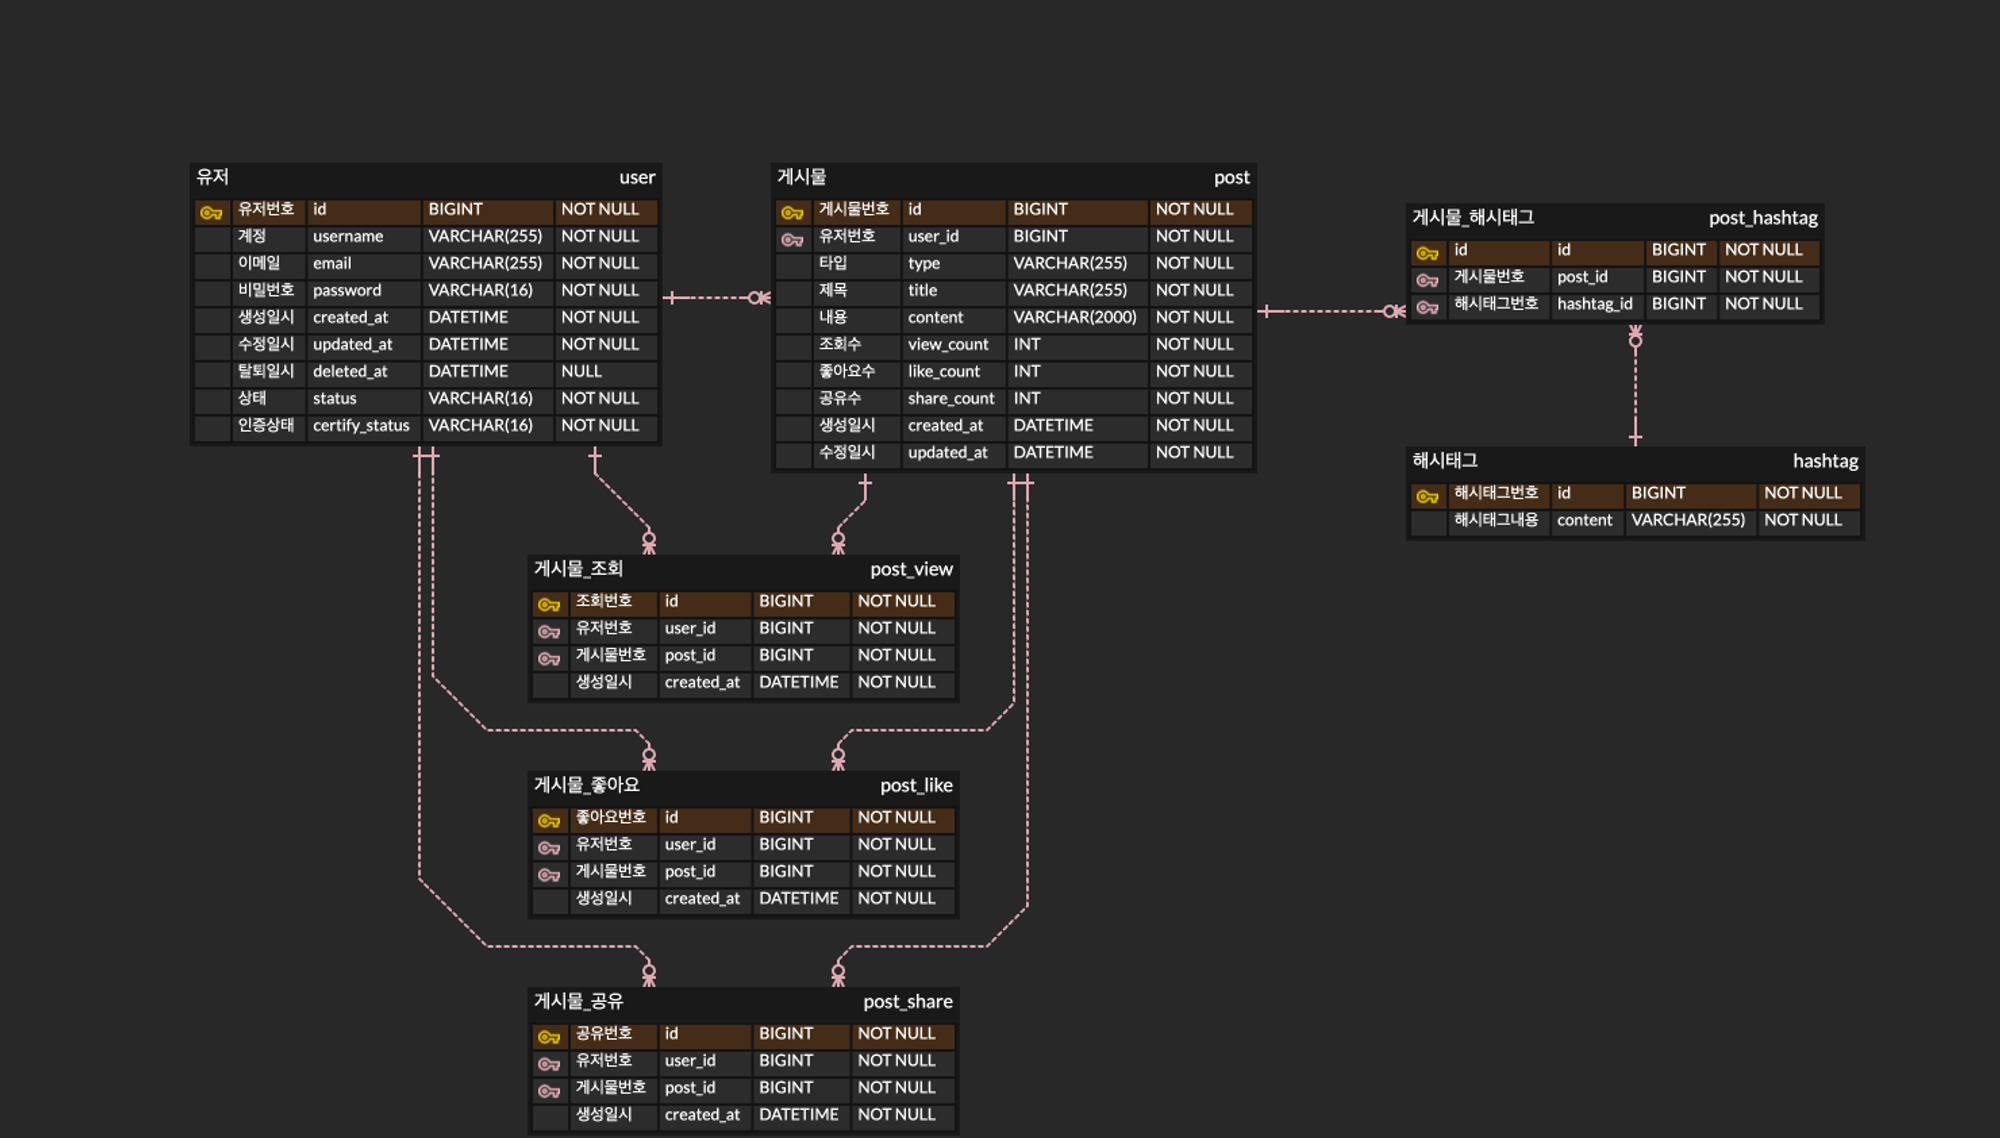 유저 user
유저번호 id BIGINT NOT NULL
계정 username VARCHAR(255) NOT NULL
이메일 email VARCHAR(255) NOT NULL
비밀번호 password VARCHAR(16) NOT NULL
생성일시 created_at DATETIME NOT NULL
수정일시 updated_at DATETIME NOT NULL
탈퇴일시 deleted_at DATETIME NULL
상태 status VARCHAR(16) NOT NULL
인증상태 certify_status VARCHAR(16) NOT NULL
게시물 post
게시물번호 id BIGINT NOT NULL
유저번호 user_id BIGINT NOT NULL
타입 type VARCHAR(255) NOT NULL
제목 title VARCHAR(255) NOT NULL
내용 content VARCHAR(2000) NOT NULL
조회수 view_count INT NOT NULL
좋아요수 like_count INT NOT NULL
공유수 share_count INT NOT NULL
생성일시 created_at DATETIME NOT NULL
수정일시 updated_at DATETIME NOT NULL
게시물_해시태그 post_hashtag
id id BIGINT NOT NULL
게시물번호 post_id BIGINT NOT NULL
해시태그번호 hashtag_id BIGINT NOT NULL
해시태그 hashtag
해시태그번호 id BIGINT NOT NULL
해시태그내용 content VARCHAR(255) NOT NULL
게시물_조회 post_view
조회번호 id BIGINT NOT NULL
유저번호 user_id BIGINT NOT NULL
게시물번호 post_id BIGINT NOT NULL
생성일시 created_at DATETIME NOT NULL
게시물_좋아요 post_like
좋아요번호 id BIGINT NOT NULL
유저번호 user_id BIGINT NOT NULL
게시물번호 post_id BIGINT NOT NULL
생성일시 created_at DATETIME NOT NULL
게시물_공유 post_share
공유번호 id BIGINT NOT NULL
유저번호 user_id BIGINT NOT NULL
게시물번호 post_id BIGINT NOT NULL
생성일시 created_at DATETIME NOT NULL